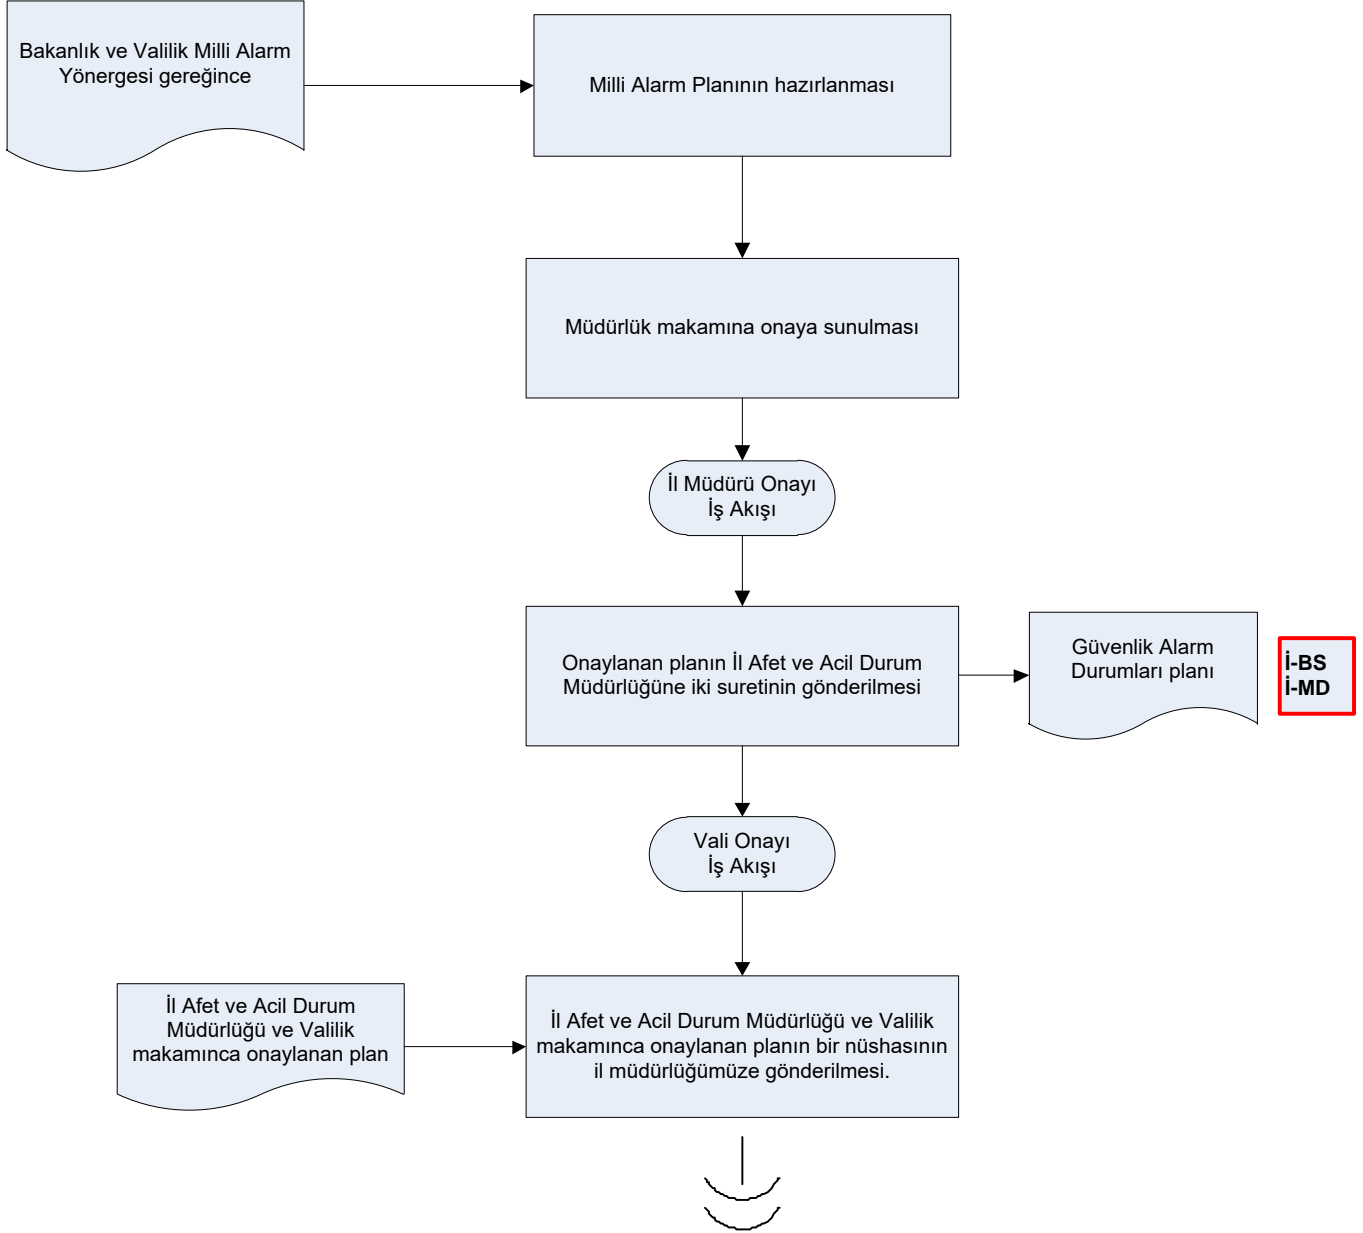 Bakanlık ve Valilik Milli Alarm
Yönergesi gereğince
Milli Alarm Planının hazırlanması
Müdürlük makamına onaya sunulması
İl Müdürü Onayı
İş Akışı
Onaylanan planın İl Afet ve Acil Durum
Müdürlüğüne iki suretinin gönderilmesi
Güvenlik Alarm
Durumları planı
İ-BS
İ-MD
Vali Onayı
İş Akışı
İl Afet ve Acil Durum
Müdürlüğü ve Valilik
makamınca onaylanan plan
İl Afet ve Acil Durum Müdürlüğü ve Valilik
makamınca onaylanan planın bir nüshasının
il müdürlüğümüze gönderilmesi.